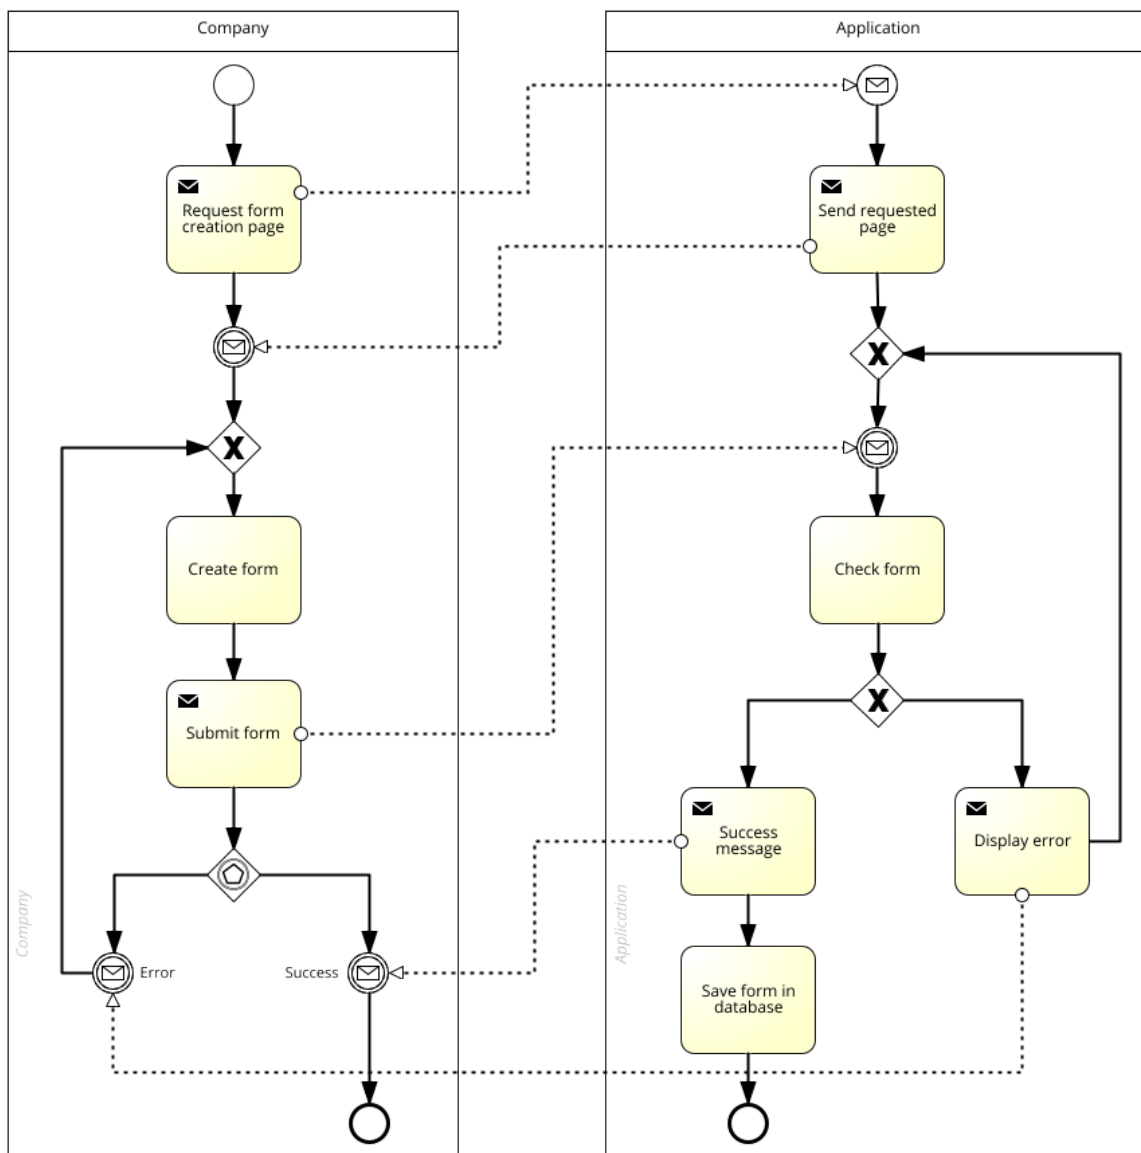 Company
Application
Request form
creation page
Send requested
page
Create form
Check form
Submit form
Success
message
Display error
Company
Application
Error
Success
Save form in
database